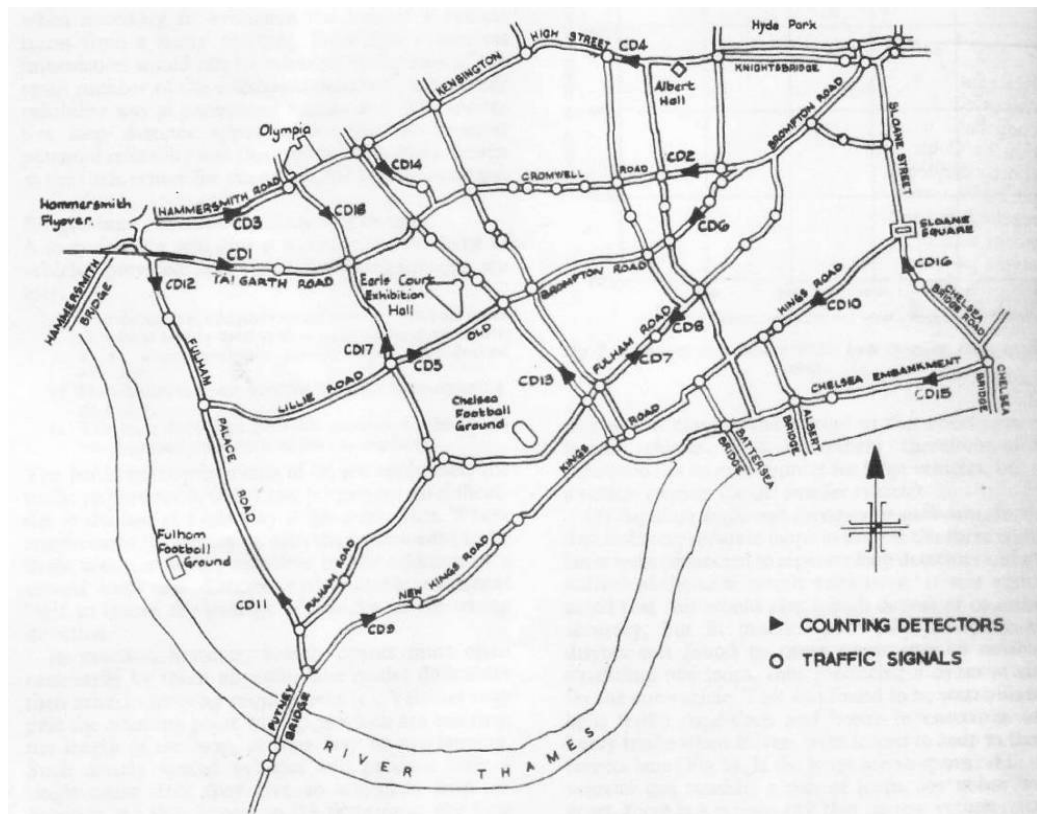 Hyde Park
HIGH STREET
CD4
KENSINGTON
KNIGHTSBRIDGE
Albert
Hall
BROMPTON ROAD
SLOANE STREET
Olympia
CD14
CD2
CROMWELL
ROAD
Hammersmith
Flyover
HAMMERSMITH ROAD
CD3
CD18
CD6
SLOANE
SQUARE
CD1
TALGARTH ROAD
CD12
HAMMERSMITH
BRIDGE
Earls Court
Exhibition
Hall
OLD
BROMPTON ROAD
KINGS ROAD
CD10
CD16
CHELSEA
BRIDGE ROAD
CD17
CD5
CD8
FULHAM ROAD
CD7
FULHAM
PALACE
ROAD
LILLIE ROAD
CD13
Chelsea
Football
Ground
KINGS
ROAD
CHELSEA EMBANKMENT
CD15
CHELSEA
BRIDGE
ALBERT
BRIDGE
BATTERSEA
BRIDGE
Fulham
Football
Ground
CD11
FULHAM ROAD
NEW KINGS ROAD
CD9
PUTNEY
BRIDGE
RIVER THAMES
COUNTING DETECTORS
TRAFFIC SIGNALS